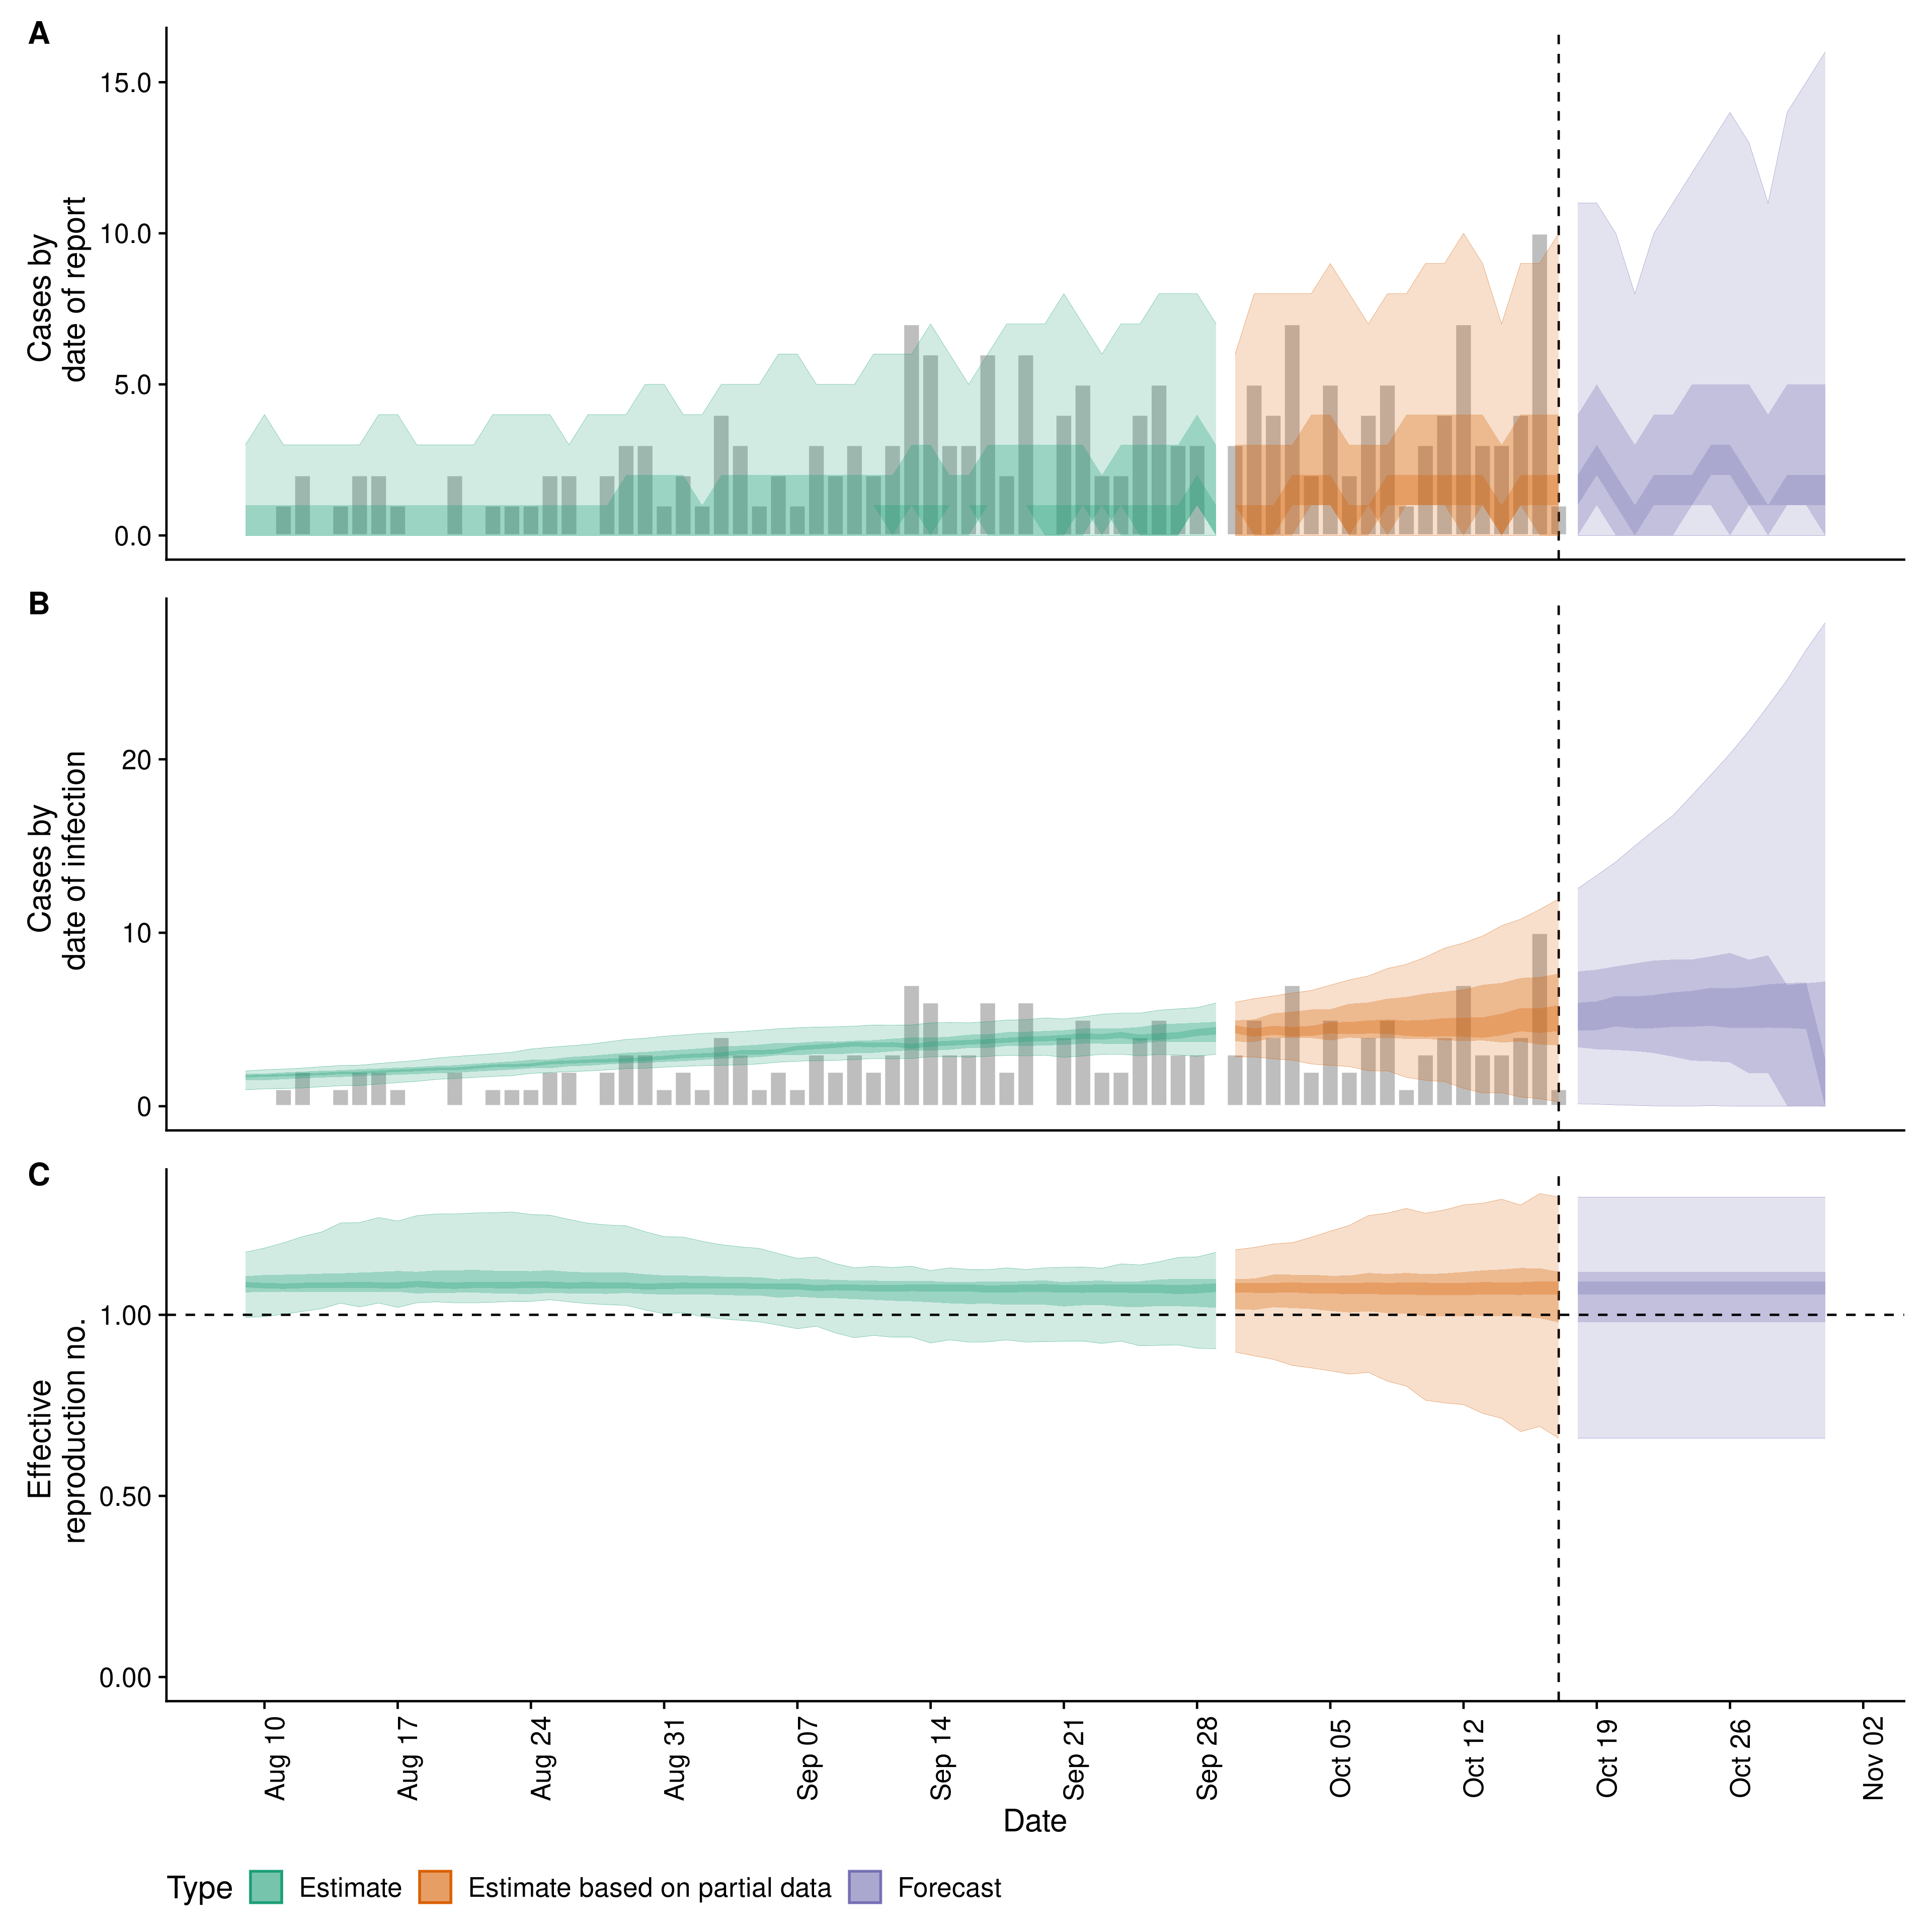 A
Cases by
date of report
15.0
10.0
5.0
0.0
B
Cases by
date of infection
20
10
0
C
Effective
reproduction no.
1.00
0.50
0.00
Aug 10
Aug 17
Aug 24
Aug 31
Sep 07
Sep 14
Sep 21
Sep 28
Oct 05
Oct 12
Oct 19
Oct 26
Nov 02
Date
Type Estimate Estimate based on partial data Forecast